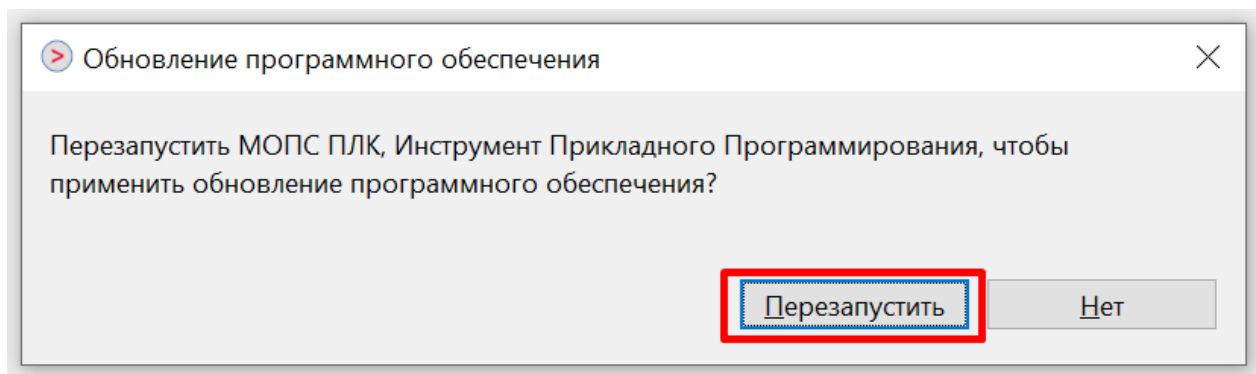 Обновление программного обеспечения
Перезапустить МОПС ПЛК, Инструмент Прикладного Программирования, чтобы
применить обновление программного обеспечения?
Перезапустить
Нет